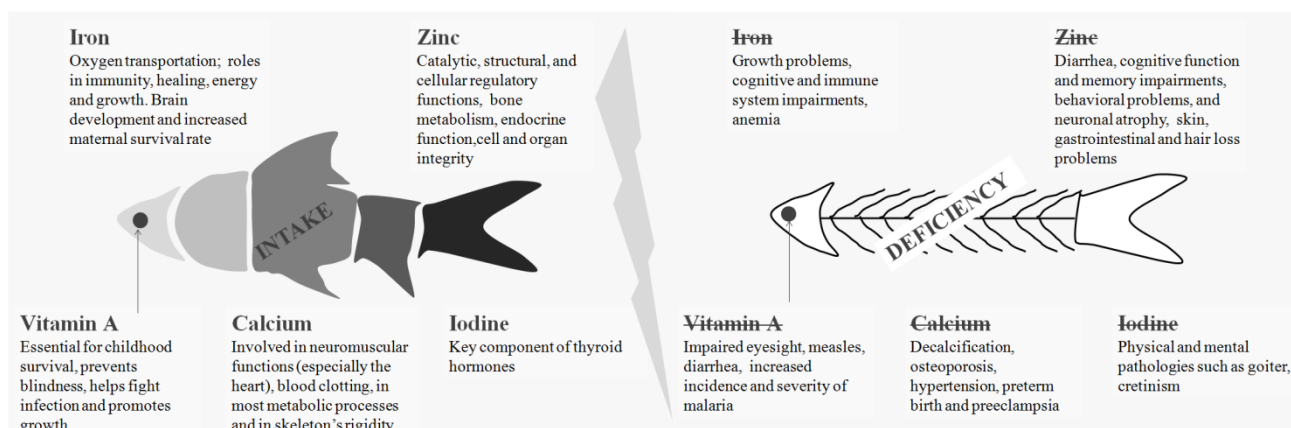 Iron
Oxygen transportation; roles
in immunity, healing, energy
and growth. Brain
development and increased
maternal survival rate
Zinc
Catalytic, structural, and
cellular regulatory
functions, bone
metabolism, endocrine
function,cell and organ
integrity
INTAKE
Vitamin A
Essential for childhood
survival, prevents
blindness, helps fight
infection and promotes
growth
Calcium
Involved in neuromuscular
functions (especially the
heart), blood clotting, in
most metabolic processes
and in skeleton's rigidity
Iodine
Key component of thyroid
hormones
Iron
Growth problems,
cognitive and immune
system impairments,
anemia
Zinc
Diarrhea, cognitive function
and memory impairments,
behavioral problems, and
neuronal atrophy, skin,
gastrointestinal and hair loss
problems
DEFICIENCY
Vitamin A
Impaired eyesight, measles,
diarrhea, increased
incidence and severity of
malaria
Calcium
Decalcification,
osteoporosis,
hypertension, preterm
birth and preeclampsia
Iodine
Physical and mental
pathologies such as goiter,
cretinism